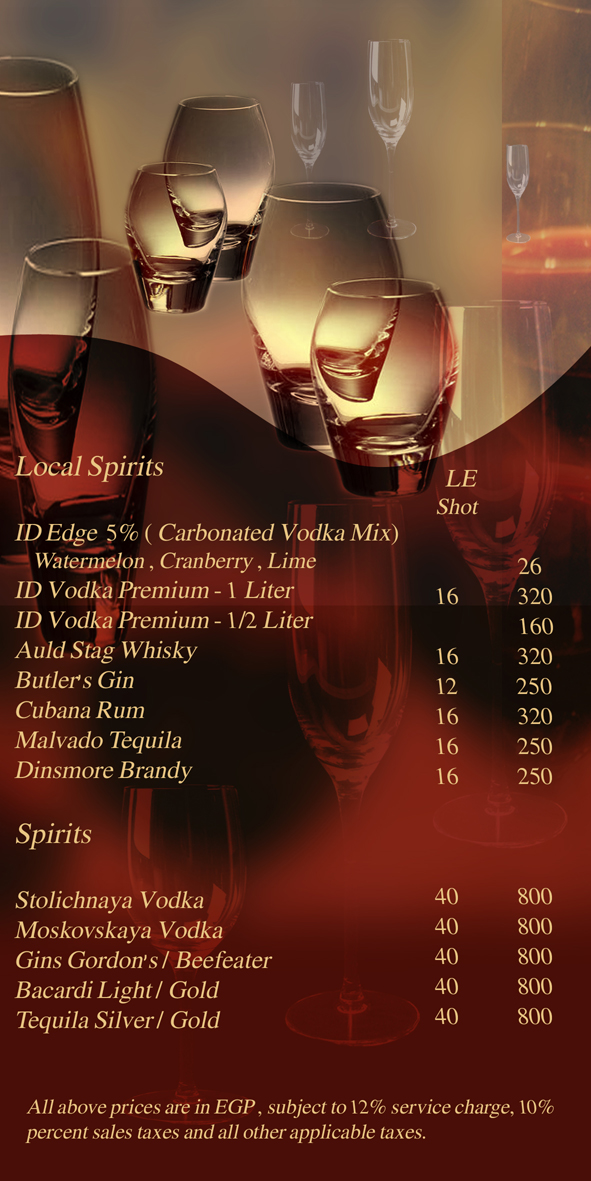 Local Spirits LE
Shot
ID Edge 5% ( Carbonated Vodka Mix)
Watermelon , Cranberry , Lime 26
ID Vodka Premium - 1 Liter 16 320
ID Vodka Premium - 1/2 Liter 160
Auld Stag Whisky 16 320
Butler's Gin 12 250
Cubana Rum 16 320
Malvado Tequila 16 250
Dinsmore Brandy 16 250
Spirits
Stolichnaya Vodka 40 800
Moskovskaya Vodka 40 800
Gins Gordon's / Beefeater 40 800
Bacardi Light / Gold 40 800
Tequila Silver / Gold 40 800
All above prices are in EGP , subject to 12% service charge, 10%
percent sales taxes and all other applicable taxes.